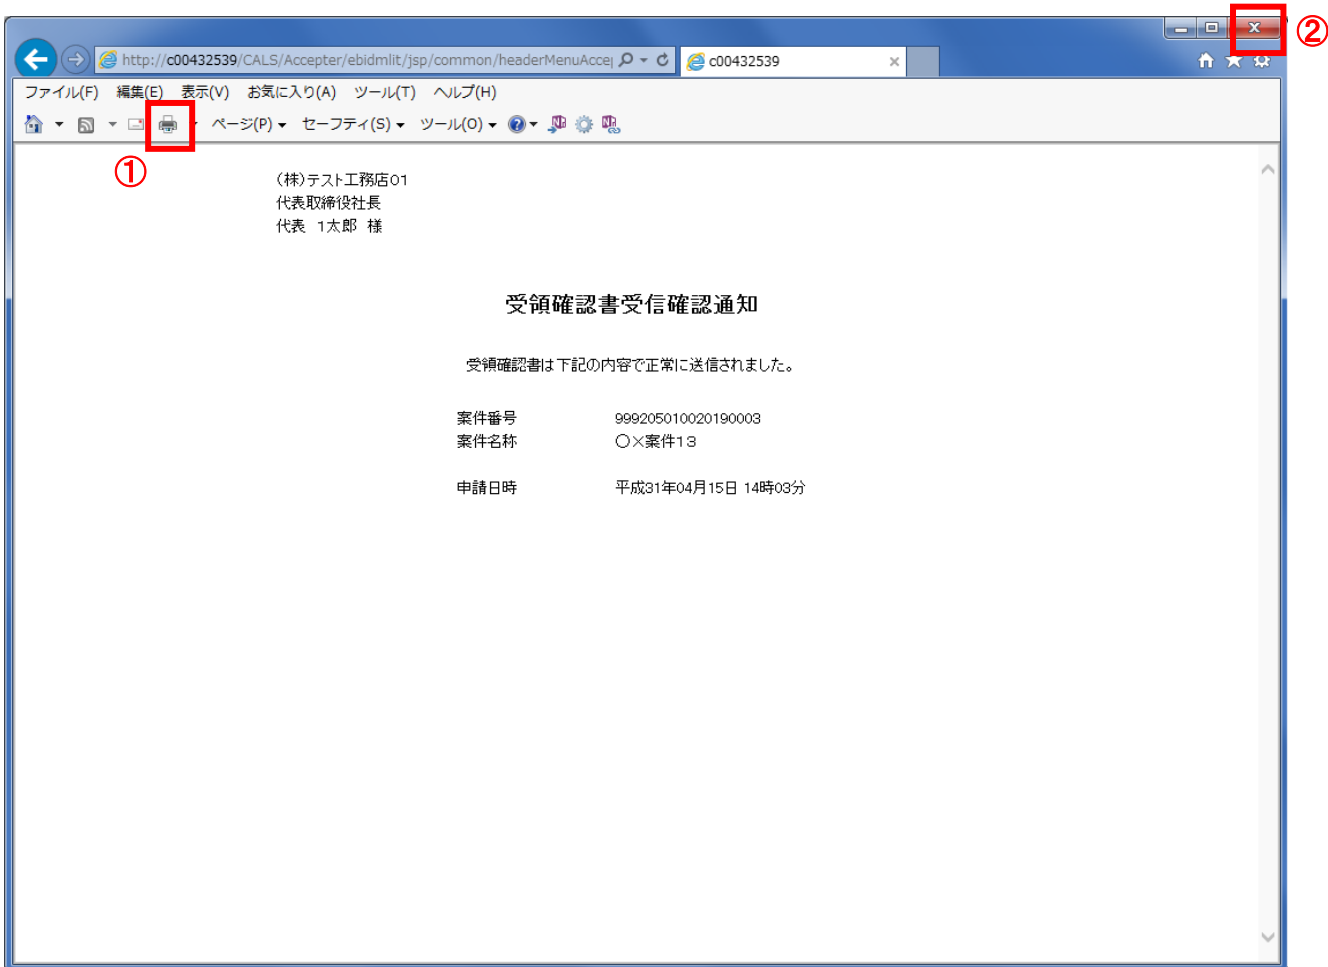 ②
http://c00432539/CALS/Accepter/ebidmlit/jsp/common/headerMenuAccep
c00432539
ファイル(F) 編集(E) 表示(V) お気に入り(A) ツール(T) ヘルプ(H)
ページ(P) セーフティ(S) ツール(O)
①
(株)テスト工務店01
代表取締役社長
代表 1太郎 様
受領確認書受信確認通知
受領確認書は下記の内容で正常に送信されました。
案件番号 999205010020190003
案件名称 〇×案件13
申請日時 平成31年04月15日 14時03分